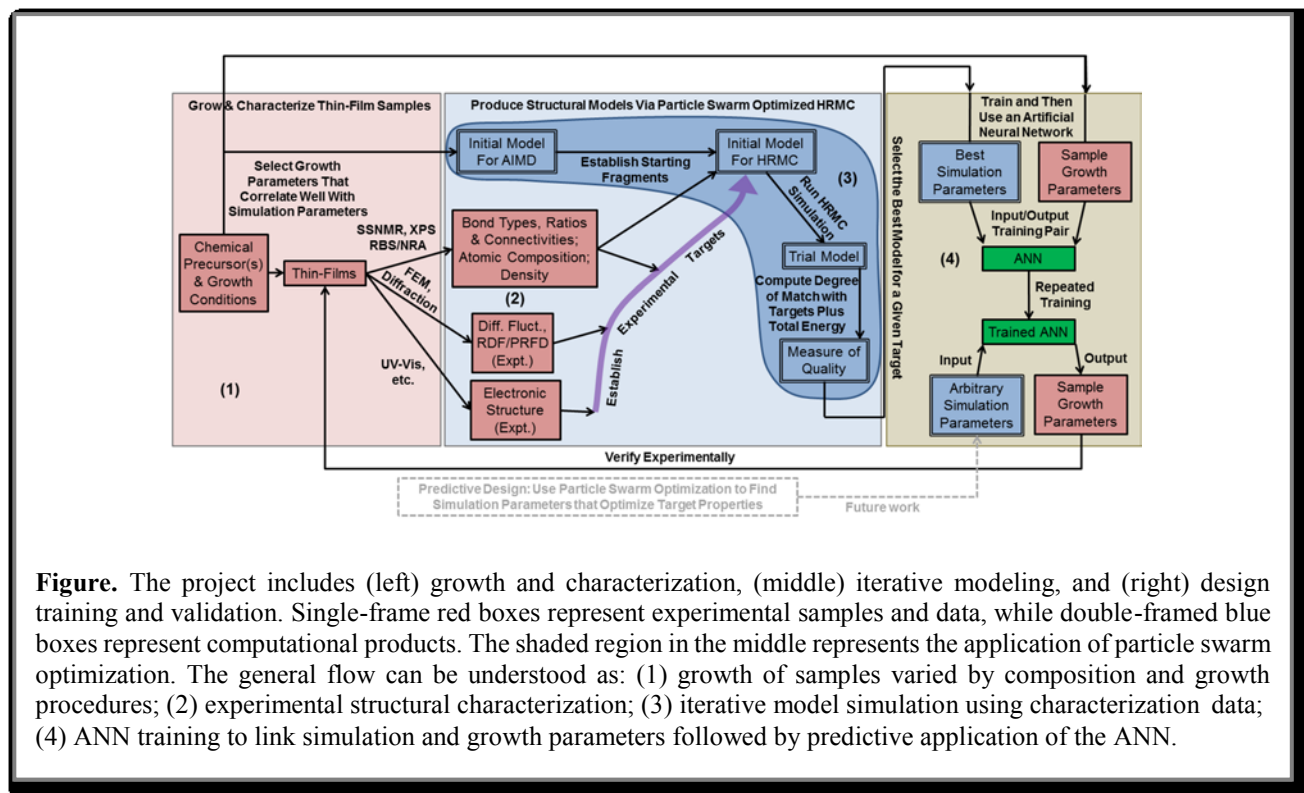 Grow & Characterize Thin-Film Samples
Select Growth
Parameters That
Correlate Well With
Simulation Parameters
Chemical
Precursor(s)
& Growth
Conditions
Thin-Films
(1)
SSNMR, XPS
RBS/NRA
FEM,
Diffraction
UV-Vis,
etc.
Produce Structural Models Via Particle Swarm Optimized HRMC
Initial Model
For AIMD
Establish Starting
Fragments
Initial Model
For HRMC
(3)
Run HRMC
Simulation
Bond Types, Ratios
& Connectivities;
Atomic Composition;
Density
(2)
Diff. Fluct.,
RDF/PRFD
(Expt.)
Electronic
Structure
(Expt.)
Establish Experimental Targets
Trial Model
Compute Degree
of Match with
Targets Plus
Total Energy
Measure of
Quality
Select the Best Model for a Given Target
Train and Then
Use an Artificial
Neural Network
Best
Simulation
Parameters
Sample
Growth
Parameters
Input/Output
Training Pair
(4)
ANN
Repeated
Training
Trained ANN
Input
Output
Arbitrary
Simulation
Parameters
Sample
Growth
Parameters
Verify Experimentally
Predictive Design: Use Particle Swarm Optimization to Find
Simulation Parameters that Optimize Target Properties
Future work
Figure. The project includes (left) growth and characterization, (middle) iterative modeling, and (right) design
training and validation. Single-frame red boxes represent experimental samples and data, while double-framed blue
boxes represent computational products. The shaded region in the middle represents the application of particle swarm
optimization. The general flow can be understood as: (1) growth of samples varied by composition and growth
procedures; (2) experimental structural characterization; (3) iterative model simulation using characterization data;
(4) ANN training to link simulation and growth parameters followed by predictive application of the ANN.